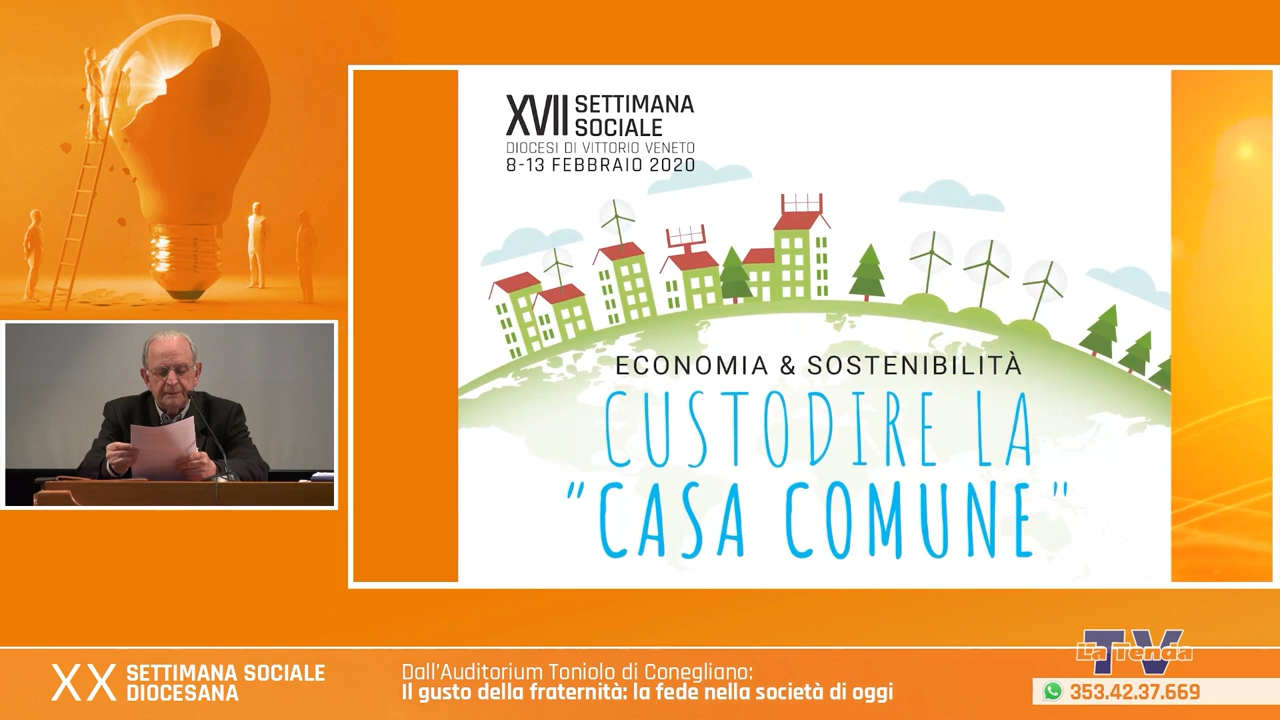 XVII SETTIMANA
SOCIALE
DIOCESI DI VITTORIO VENETO
8-13 FEBBRAIO 2020
ECONOMIA & SOSTENIBILITÀ
CUSTODIRE LA
"CASA COMUNE"
XX SETTIMANA SOCIALE
DIOCESANA
Dall'Auditorium Toniolo di Conegliano:
Il gusto della fraternità: la fede nella società di oggi
TV
La Tenda
353.42.37.669